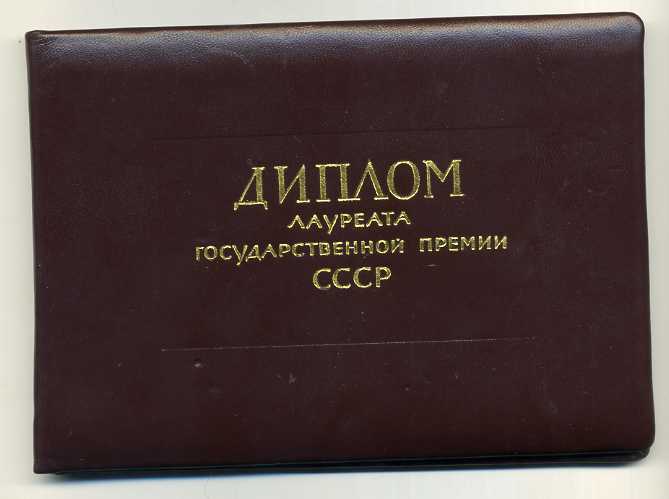 ДИПЛОМ
ЛАУРЕАТА
ГОСУДАРСТВЕННОЙ ПРЕМИИ
СССР